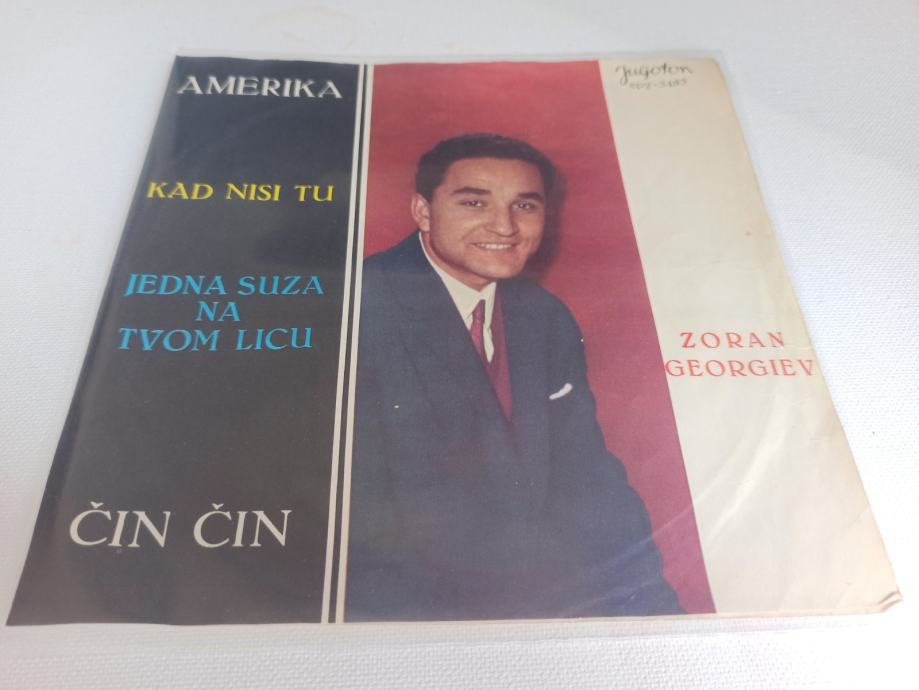 AMERIKA
KAD NISI TU
JEDNA SUZA
NA
TVOM LICU
ČIN ČIN
Jugoton
ZORAN
GEORGIEV